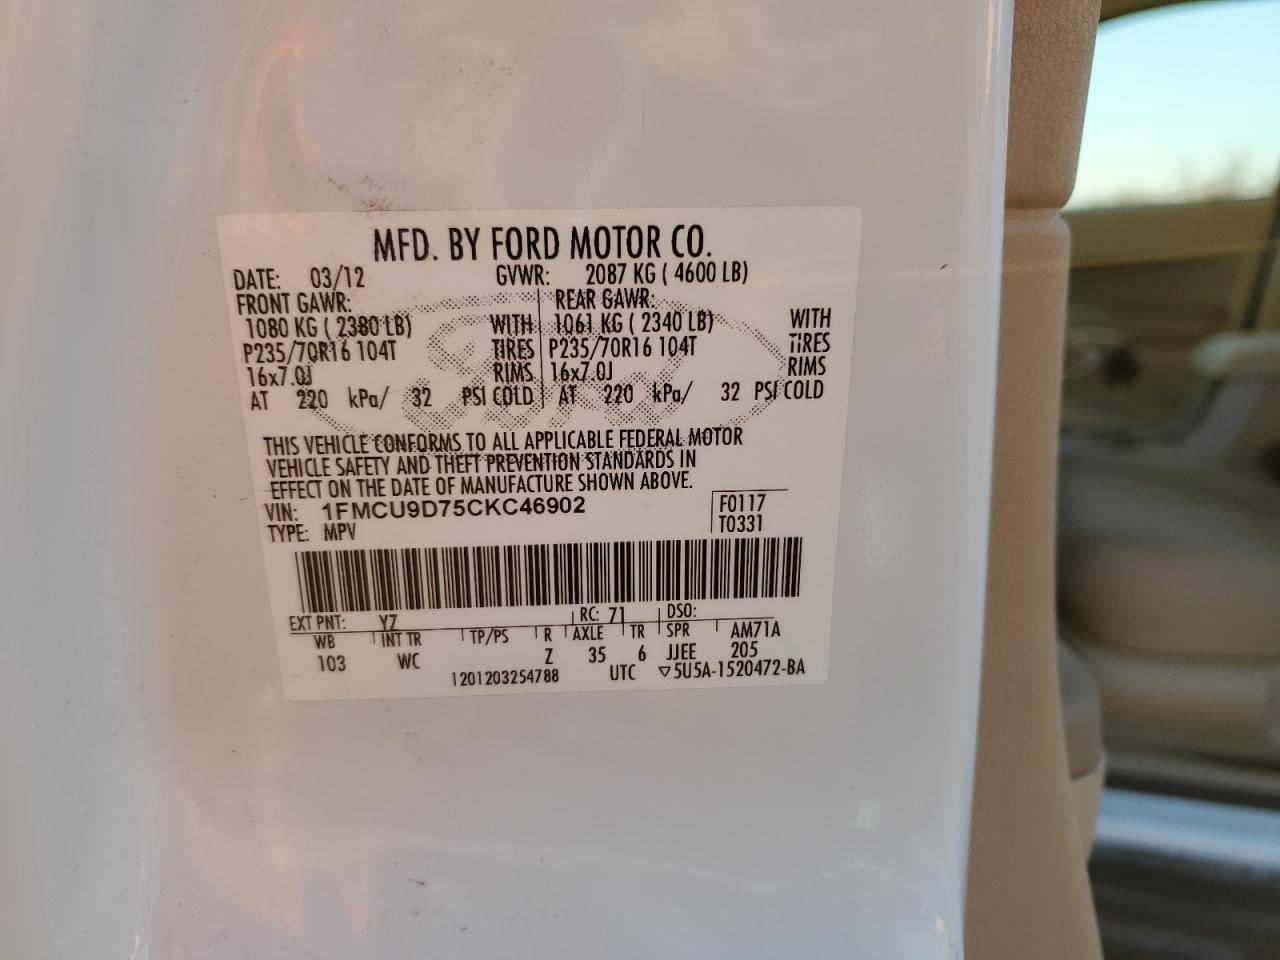 MFD. BY FORD MOTOR CO.
DATE: 03/12 GVWR: 2087 KG ( 4600 LB)
FRONT GAWR: REAR GAWR:
1080 KG ( 2380 LB) WITH 1061 KG ( 2340 LB) WITH
P235/70R16 104T TIRES P235/70R16 104T TIRES
16x7.0J RIMS 16x7.0J RIMS
AT 220 kPa/ 32 PSI COLD AT 220 kPa/ 32 PSI COLD
THIS VEHICLE CONFORMS TO ALL APPLICABLE FEDERAL MOTOR
VEHICLE SAFETY AND THEFT PREVENTION STANDARDS IN
EFFECT ON THE DATE OF MANUFACTURE SHOWN ABOVE.
VIN: 1FMCU9D75CKC46902 F0117
TYPE: MPV T0331
EXT PNT: YZ RC: 71 DSO:
WB INT TR TP/PS R AXLE TR SPR AM71A
103 WC Z 35 6 JJEE 205
1201203254788 UTC ▽5U5A-1520472-BA